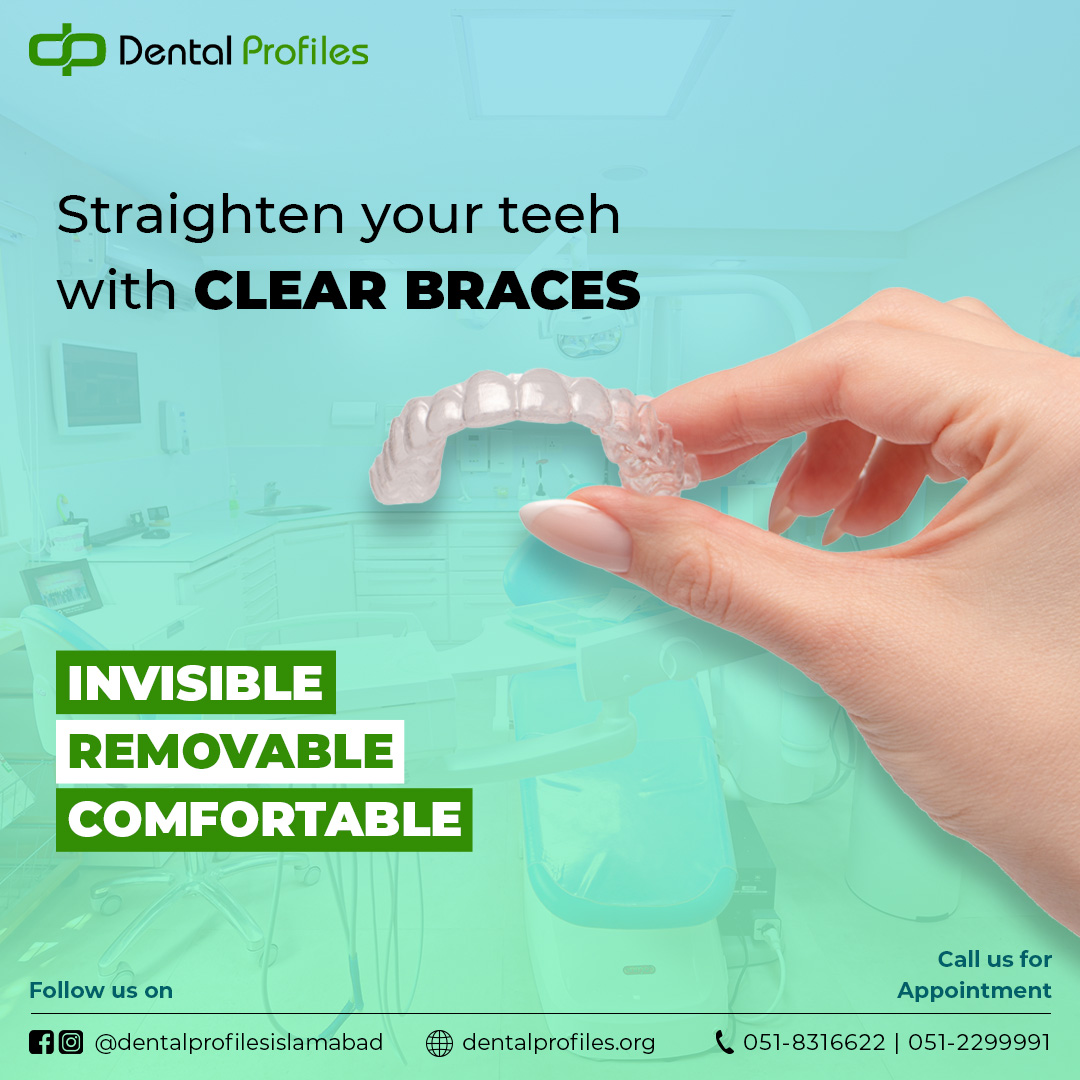 dp Dental Profiles
Straighten your teeh
with CLEAR BRACES
INVISIBLE
REMOVABLE
COMFORTABLE
Follow us on
@dentalprofilesislamabad
dentalprofiles.org
Call us for
Appointment
051-8316622 | 051-2299991